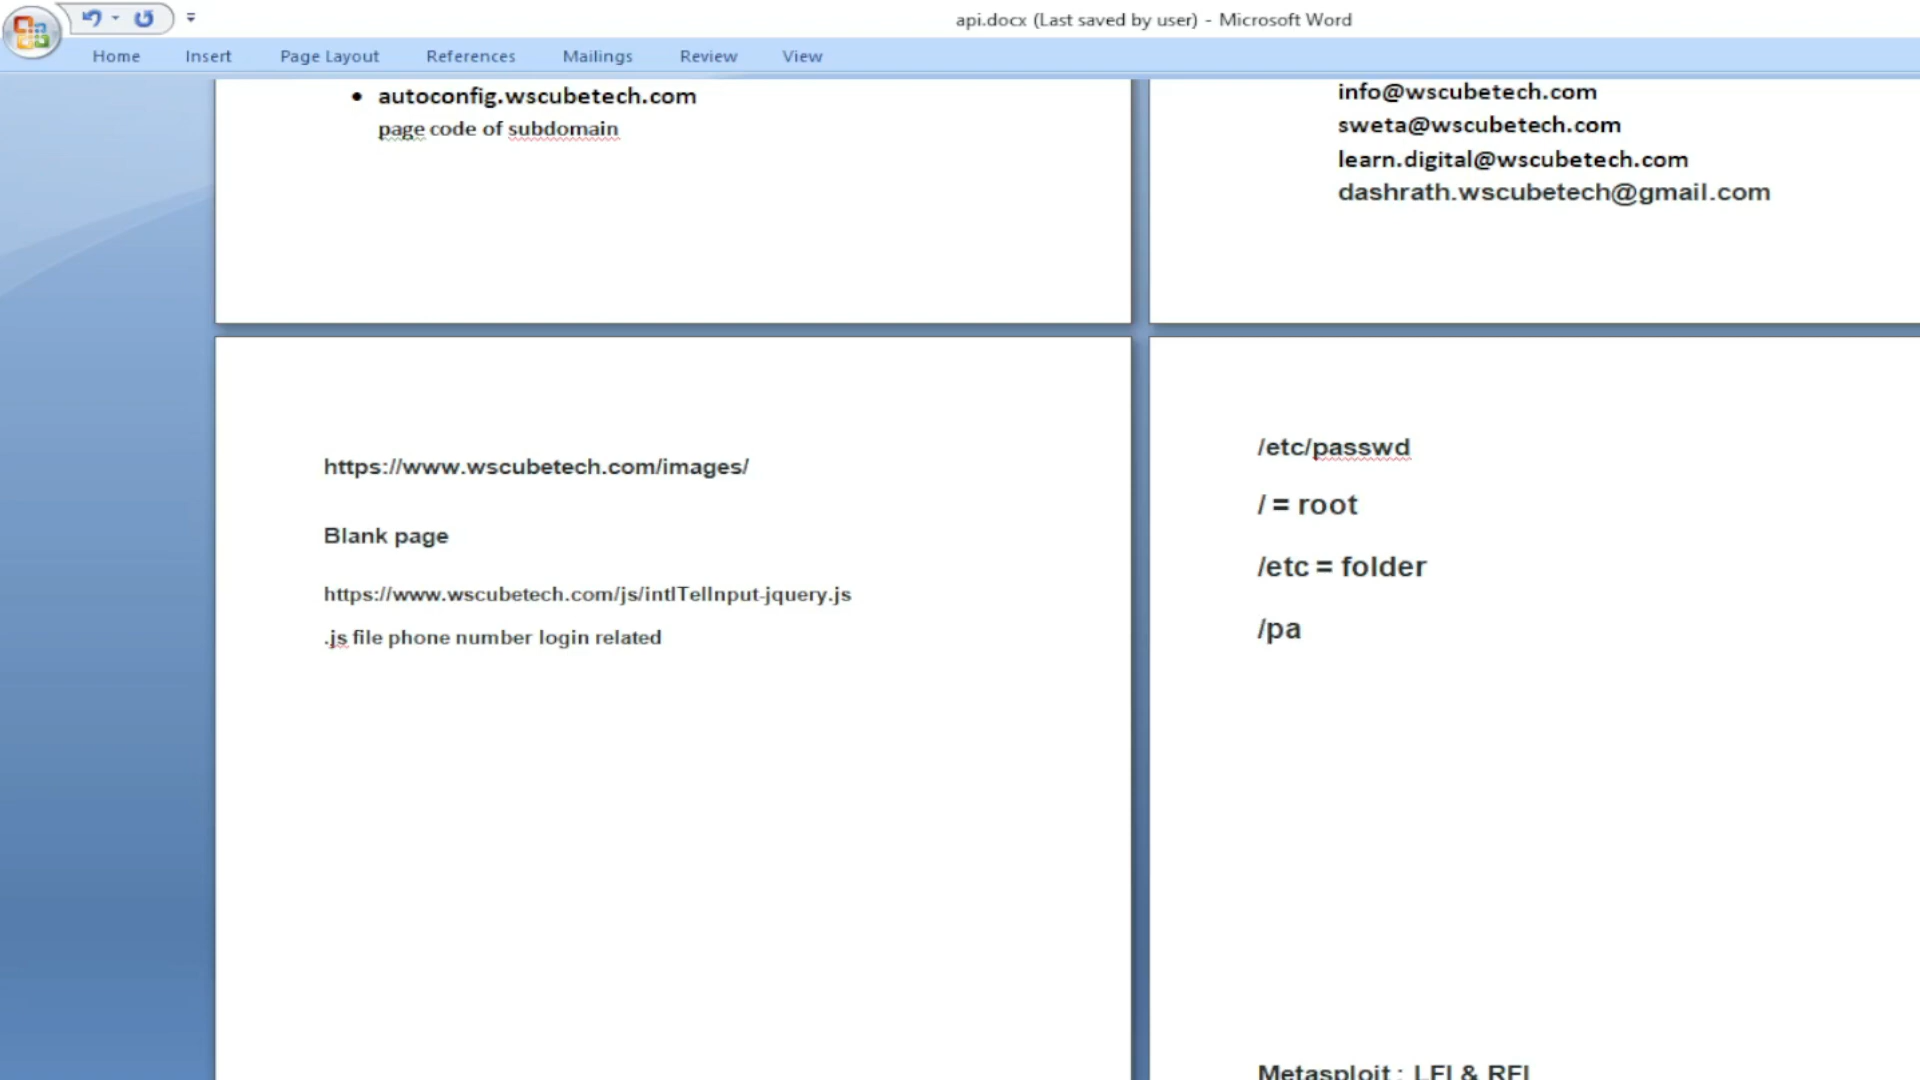 api.docx (Last saved by user) - Microsoft Word
Home Insert Page Layout References Mailings Review View
• autoconfig.wscubetech.com
page code of subdomain
info@wscubetech.com
sweta@wscubetech.com
learn.digital@wscubetech.com
dashrath.wscubetech@gmail.com
https://www.wscubetech.com/images/
Blank page
https://www.wscubetech.com/js/intlTelInput-jquery.js
.js file phone number login related
/etc/passwd
/ = root
/etc = folder
/pa
Metasploit : LFI & RFI